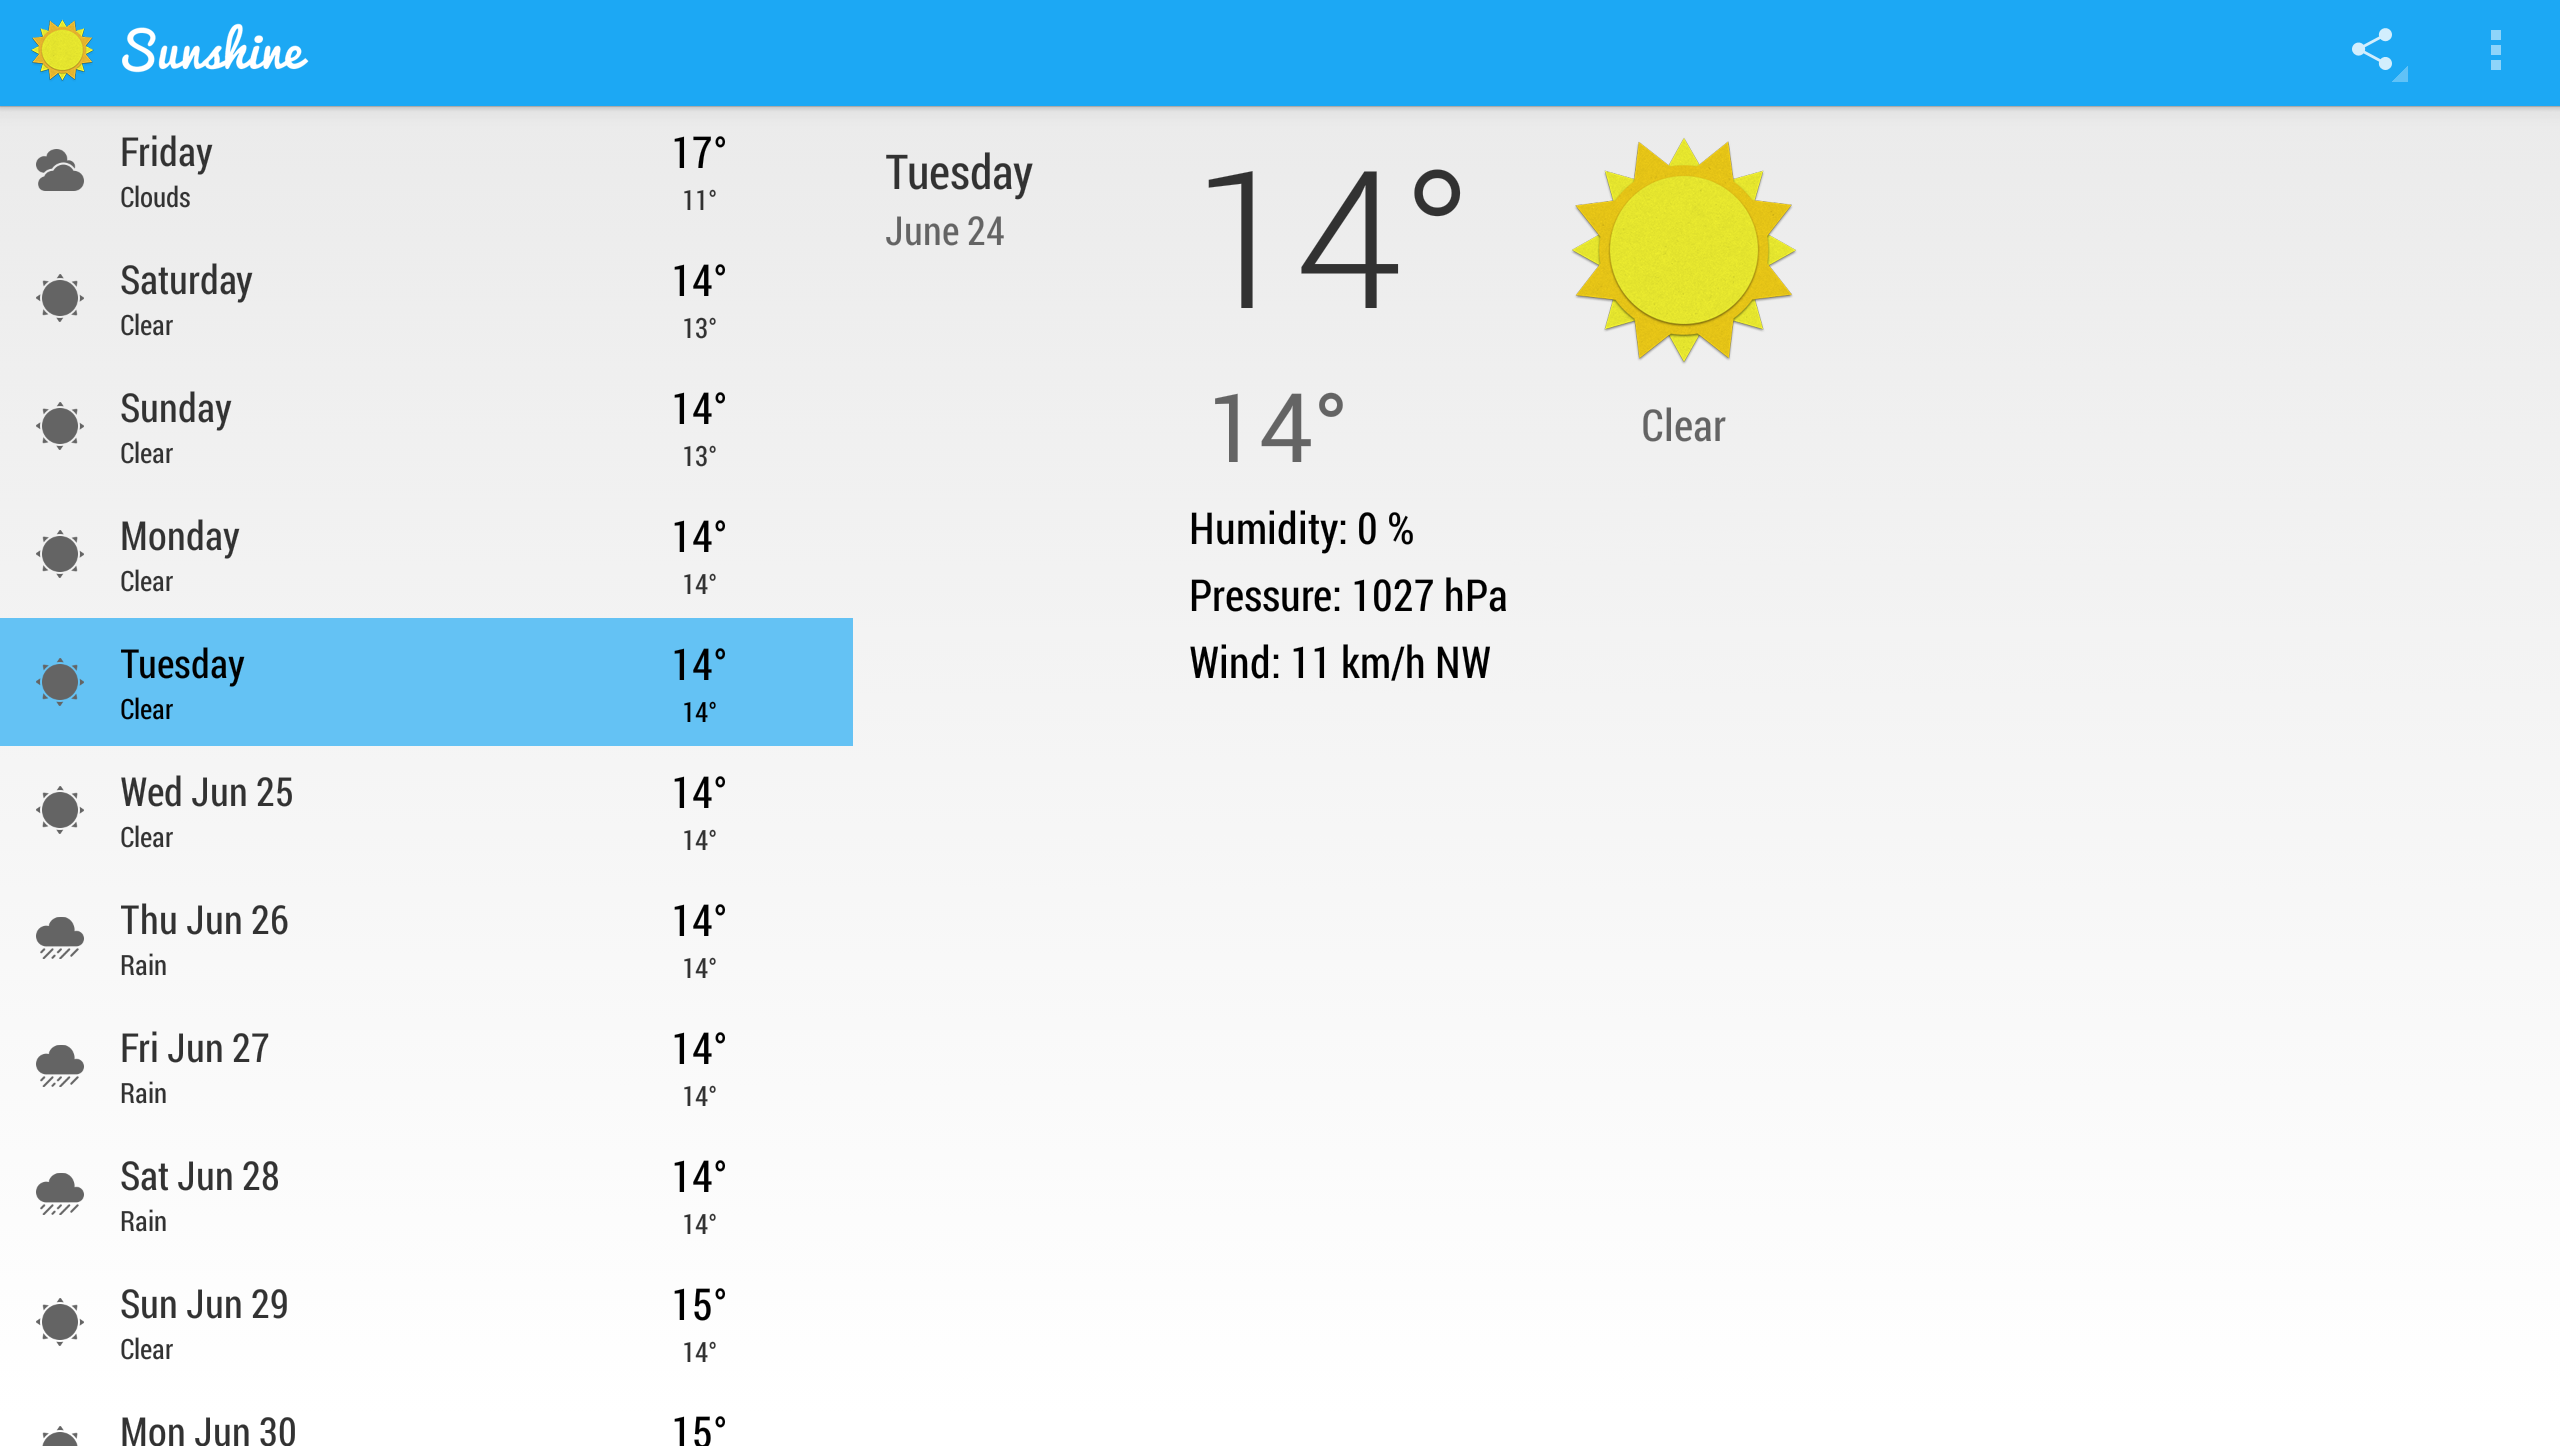 Sunshine
Friday 17°
Clouds 11°
Saturday 14°
Clear 13°
Sunday 14°
Clear 13°
Monday 14°
Clear 14°
Tuesday 14°
Clear 14°
Wed Jun 25 14°
Clear 14°
Thu Jun 26 14°
Rain 14°
Fri Jun 27 14°
Rain 14°
Sat Jun 28 14°
Rain 14°
Sun Jun 29 15°
Clear 14°
Mon Jun 30 15°
Tuesday
June 24
14°
14°
Clear
Humidity: 0 %
Pressure: 1027 hPa
Wind: 11 km/h NW